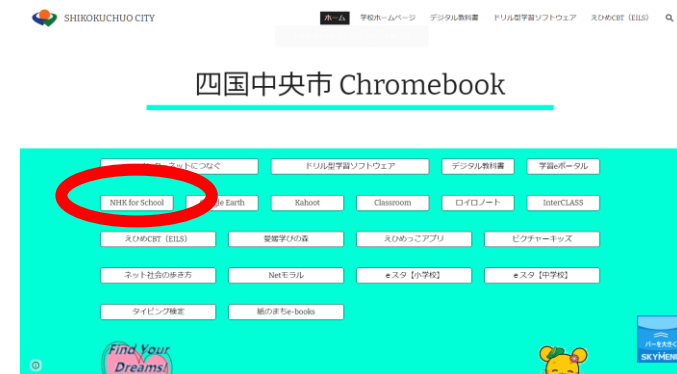 SHIKOKUCHUO CITY
ホーム 学校ホームページ デジタル教科書 ドリル型学習ソフトウェア えひめCBT（EILS）
四国中央市 Chromebook
ネットにつなぐ ドリル型学習ソフトウェア デジタル教科書 学習eポータル
NHK for School Earth Kahoot Classroom ロイロノート InterCLASS
えひめCBT（EILS） 愛媛学びの森 えひめっこアプリ ピクチャーキッズ
ネット社会の歩き方 Netモラル eスタ【小学校】 eスタ【中学校】
タイピング検定 紙のまちe-books
Find Your
Dreams!
バーを大きく
SKYMENU